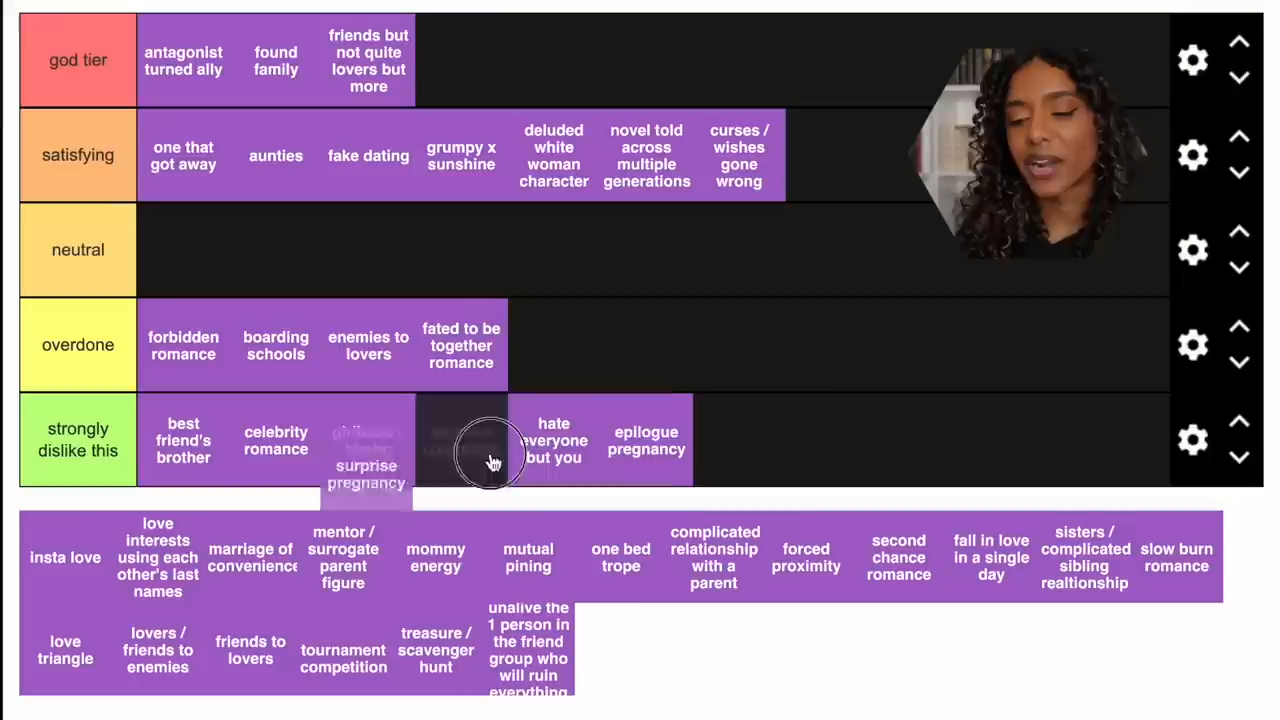 god tier
antagonist
turned ally
found
family
friends but
not quite
lovers but
more
satisfying
one that
got away
aunties
fake dating
grumpy x
sunshine
deluded
white
woman
character
novel told
across
multiple
generations
curses /
wishes
gone
wrong
neutral
overdone
forbidden
romance
boarding
schools
enemies to
lovers
fated to be
together
romance
strongly
dislike this
best
friend's
brother
celebrity
romance
surprise
pregnancy
hate
everyone
but you
epilogue
pregnancy
insta love
love
interests
using each
other's last
names
marriage of
convenience
mentor /
surrogate
parent
figure
mommy
energy
mutual
pining
one bed
trope
complicated
relationship
with a
parent
forced
proximity
second
chance
romance
fall in love
in a single
day
sisters /
complicated
sibling
realtionship
slow burn
romance
love
triangle
lovers /
friends to
enemies
friends to
lovers
tournament
competition
treasure /
scavenger
hunt
unalive the
1 person in
the friend
group who
will ruin
everything